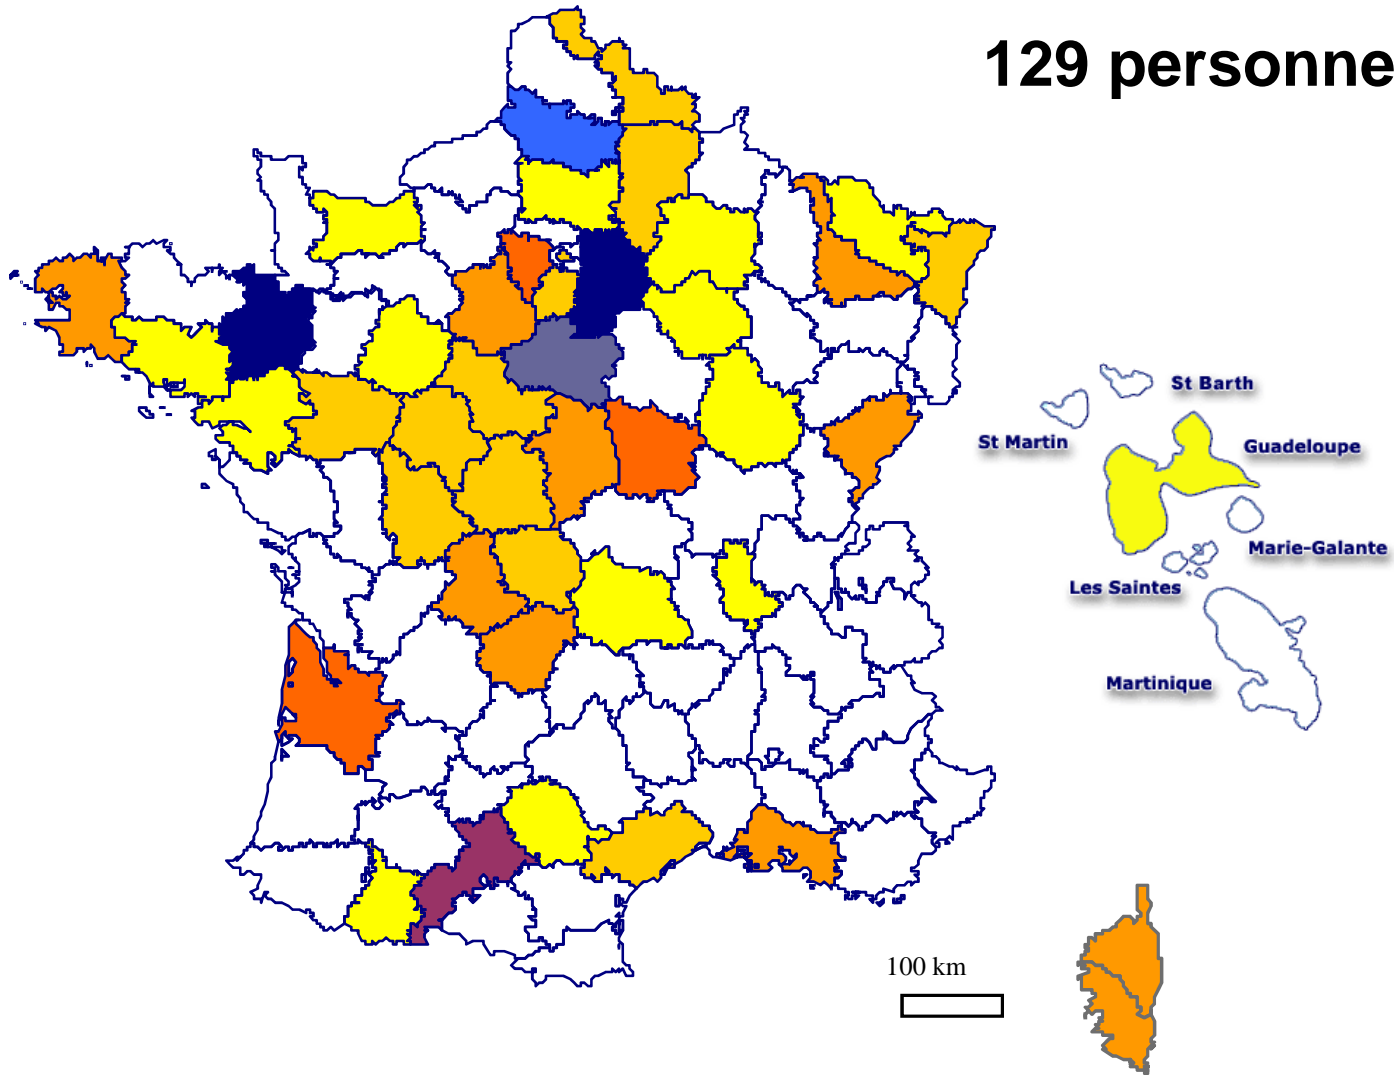 129 personne
St Barth
St Martin
Guadeloupe
Marie-Galante
Les Saintes
Martinique
100 km